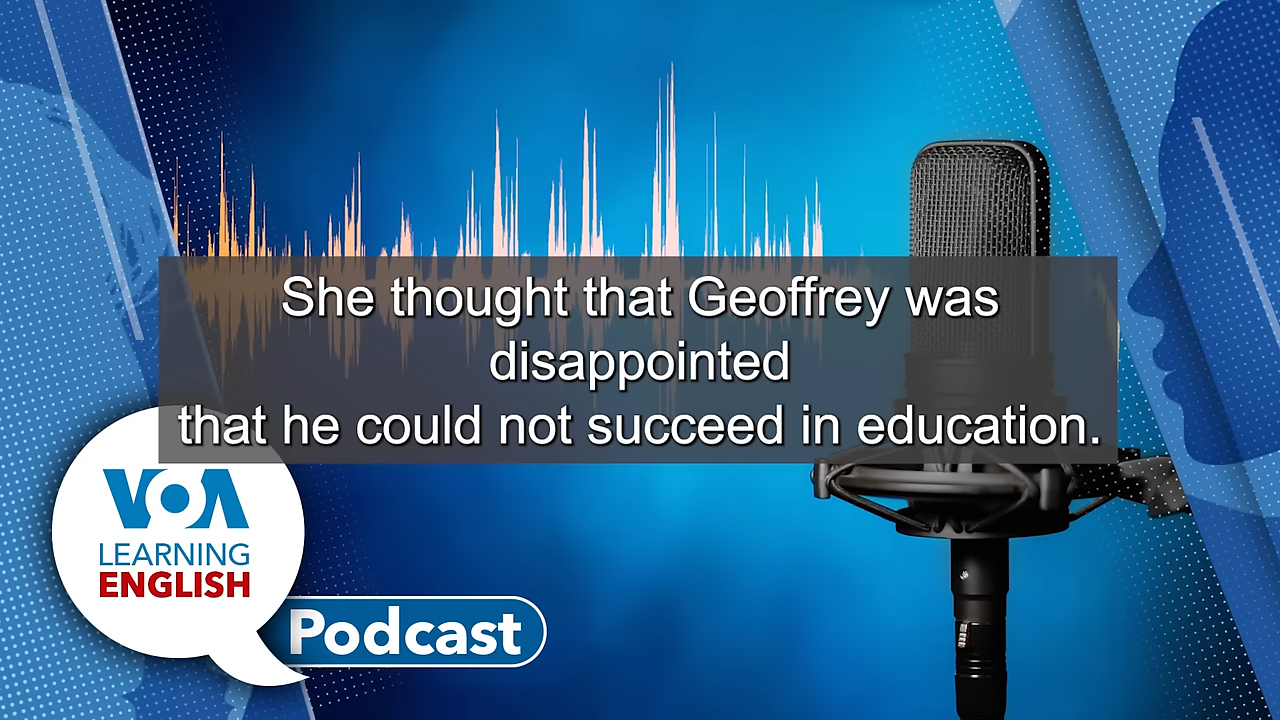 She thought that Geoffrey was
disappointed
that he could not succeed in education.
VOA
LEARNING
ENGLISH
Podcast